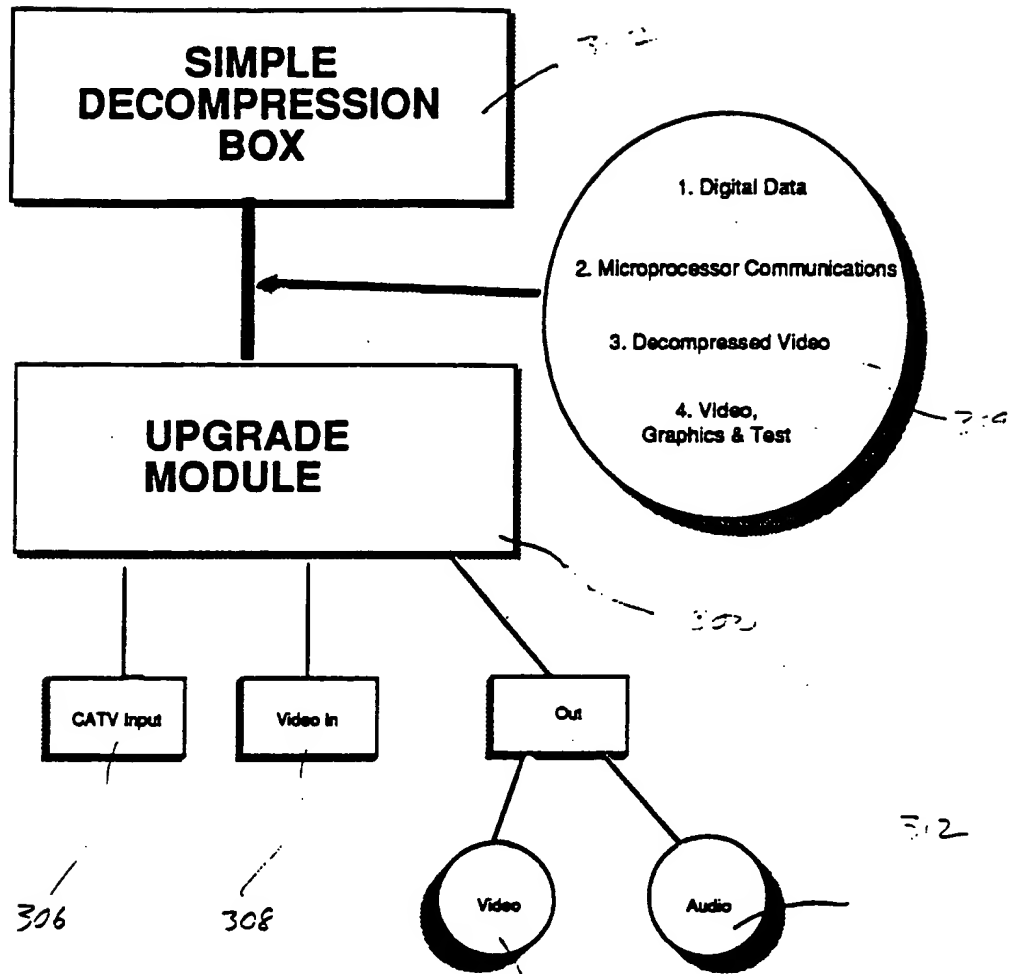 SIMPLE
DECOMPRESSION
BOX
1. Digital Data
2. Microprocessor Communications
3. Decompressed Video
4. Video,
Graphics & Test
UPGRADE
MODULE
CATV Input
Video In
Out
312
Video
Audio
306
308